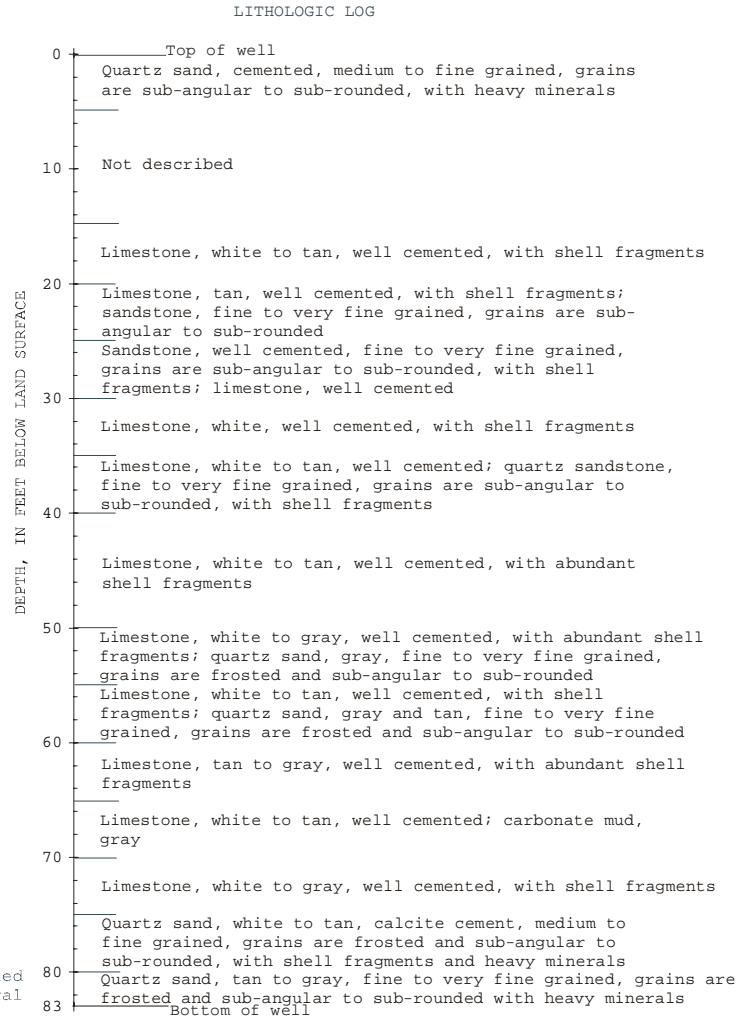 LITHOLOGIC LOG
0
Top of well
Quartz sand, cemented, medium to fine grained, grains
are sub-angular to sub-rounded, with heavy minerals
10
Not described
Limestone, white to tan, well cemented, with shell fragments
20
Limestone, tan, well cemented, with shell fragments;
sandstone, fine to very fine grained, grains are sub-
angular to sub-rounded
Sandstone, well cemented, fine to very fine grained,
grains are sub-angular to sub-rounded, with shell
fragments; limestone, well cemented
30
Limestone, white, well cemented, with shell fragments
Limestone, white to tan, well cemented; quartz sandstone,
fine to very fine grained, grains are sub-angular to
sub-rounded, with shell fragments
40
Limestone, white to tan, well cemented, with abundant
shell fragments
50
Limestone, white to gray, well cemented, with abundant shell
fragments; quartz sand, gray, fine to very fine grained,
grains are frosted and sub-angular to sub-rounded
Limestone, white to tan, well cemented, with shell
fragments; quartz sand, gray and tan, fine to very fine
grained, grains are frosted and sub-angular to sub-rounded
60
Limestone, tan to gray, well cemented, with abundant shell
fragments
Limestone, white to tan, well cemented; carbonate mud,
gray
70
Limestone, white to gray, well cemented, with shell fragments
Quartz sand, white to tan, calcite cement, medium to
fine grained, grains are frosted and sub-angular to
sub-rounded, with shell fragments and heavy minerals
80
Quartz sand, tan to gray, fine to very fine grained, grains are
frosted and sub-angular to sub-rounded with heavy minerals
83
Bottom of well
DEPTH, IN FEET BELOW LAND SURFACE